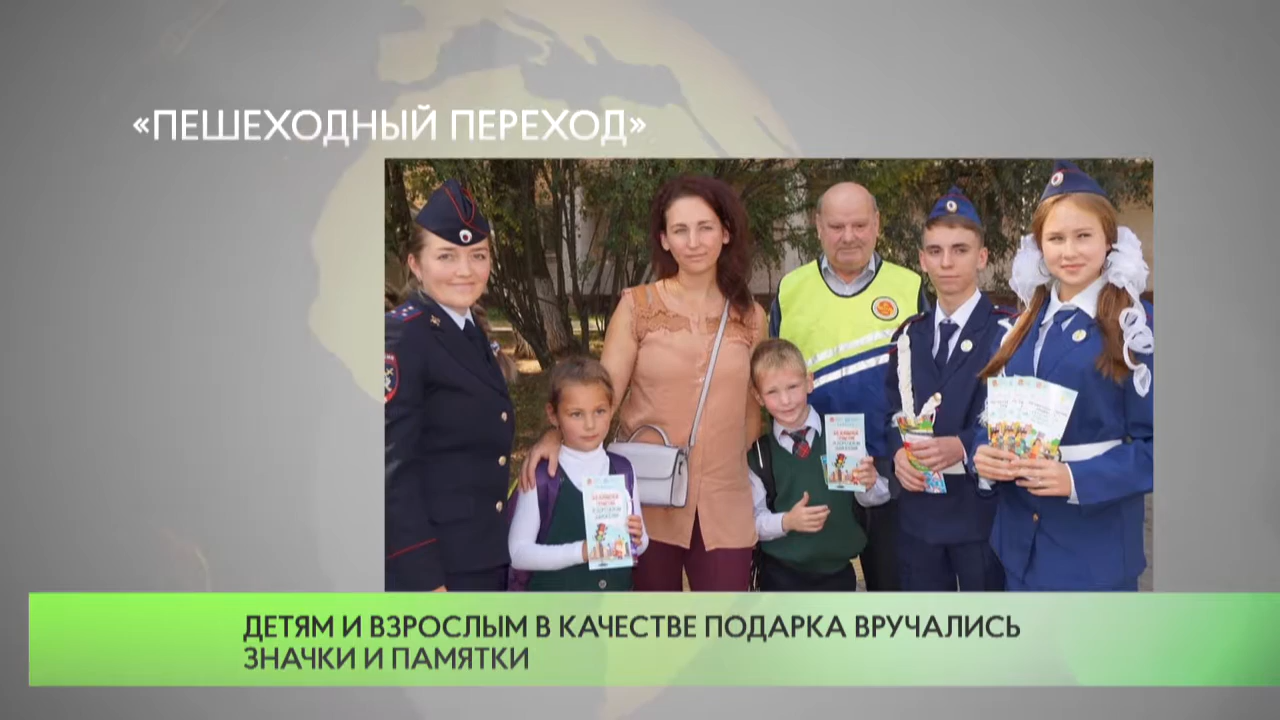 «ПЕШЕХОДНЫЙ ПЕРЕХОД»
ДЕТЯМ И ВЗРОСЛЫМ В КАЧЕСТВЕ ПОДАРКА ВРУЧАЛИСЬ
ЗНАЧКИ И ПАМЯТКИ